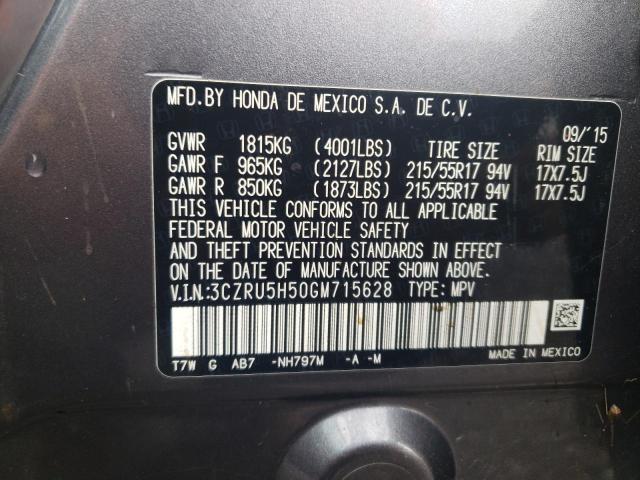 MFD.BY HONDA DE MEXICO S.A. DE C.V.
09/'15
GVWR 1815KG (4001LBS) TIRE SIZE RIM SIZE
GAWR F 965KG (2127LBS) 215/55R17 94V 17X7.5J
GAWR R 850KG (1873LBS) 215/55R17 94V 17X7.5J
THIS VEHICLE CONFORMS TO ALL APPLICABLE
FEDERAL MOTOR VEHICLE SAFETY
AND THEFT PREVENTION STANDARDS IN EFFECT
ON THE DATE OF MANUFACTURE SHOWN ABOVE.
V.I.N:3CZRU5H50GM715628 TYPE: MPV
T7W G AB7 -NH797M -A -M
MADE IN MEXICO